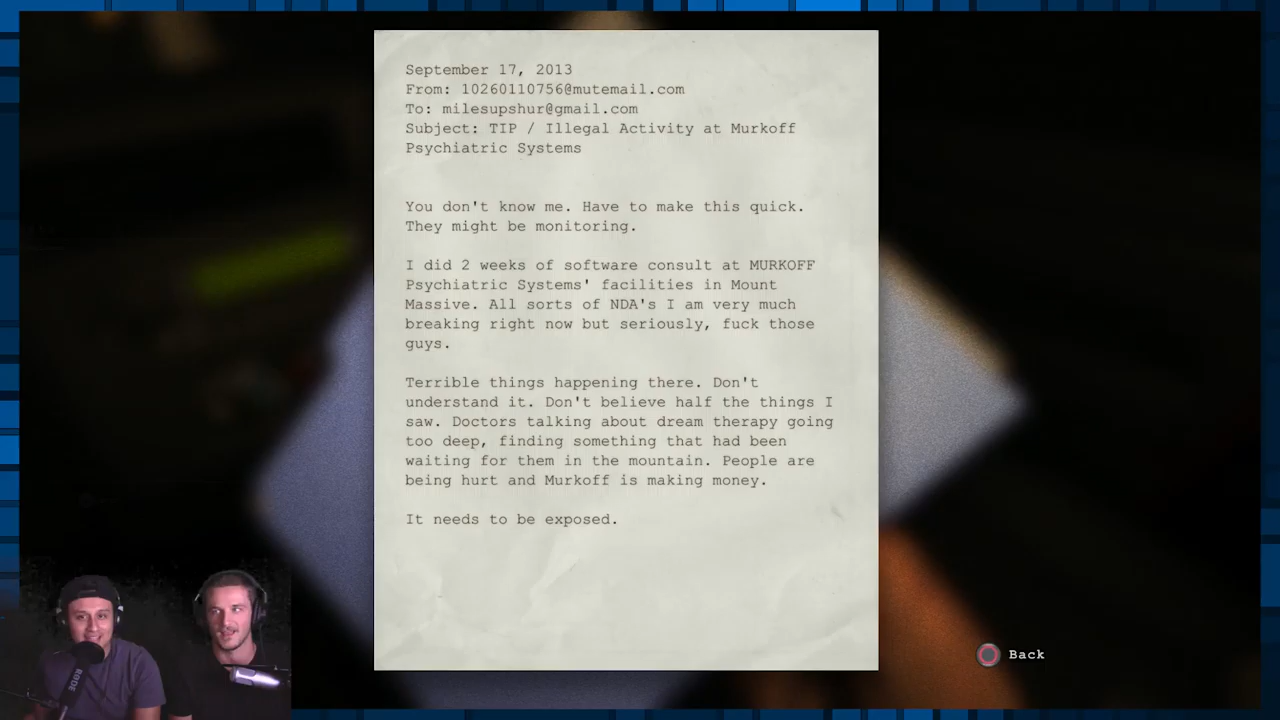 September 17, 2013
From: 10260110756@mutemail.com
To: milesupshur@gmail.com
Subject: TIP / Illegal Activity at Murkoff
Psychiatric Systems
You don't know me. Have to make this quick.
They might be monitoring.
I did 2 weeks of software consult at MURKOFF
Psychiatric Systems' facilities in Mount
Massive. All sorts of NDA's I am very much
breaking right now but seriously, fuck those
guys.
Terrible things happening there. Don't
understand it. Don't believe half the things I
saw. Doctors talking about dream therapy going
too deep, finding something that had been
waiting for them in the mountain. People are
being hurt and Murkoff is making money.
It needs to be exposed.
Back
RØDE